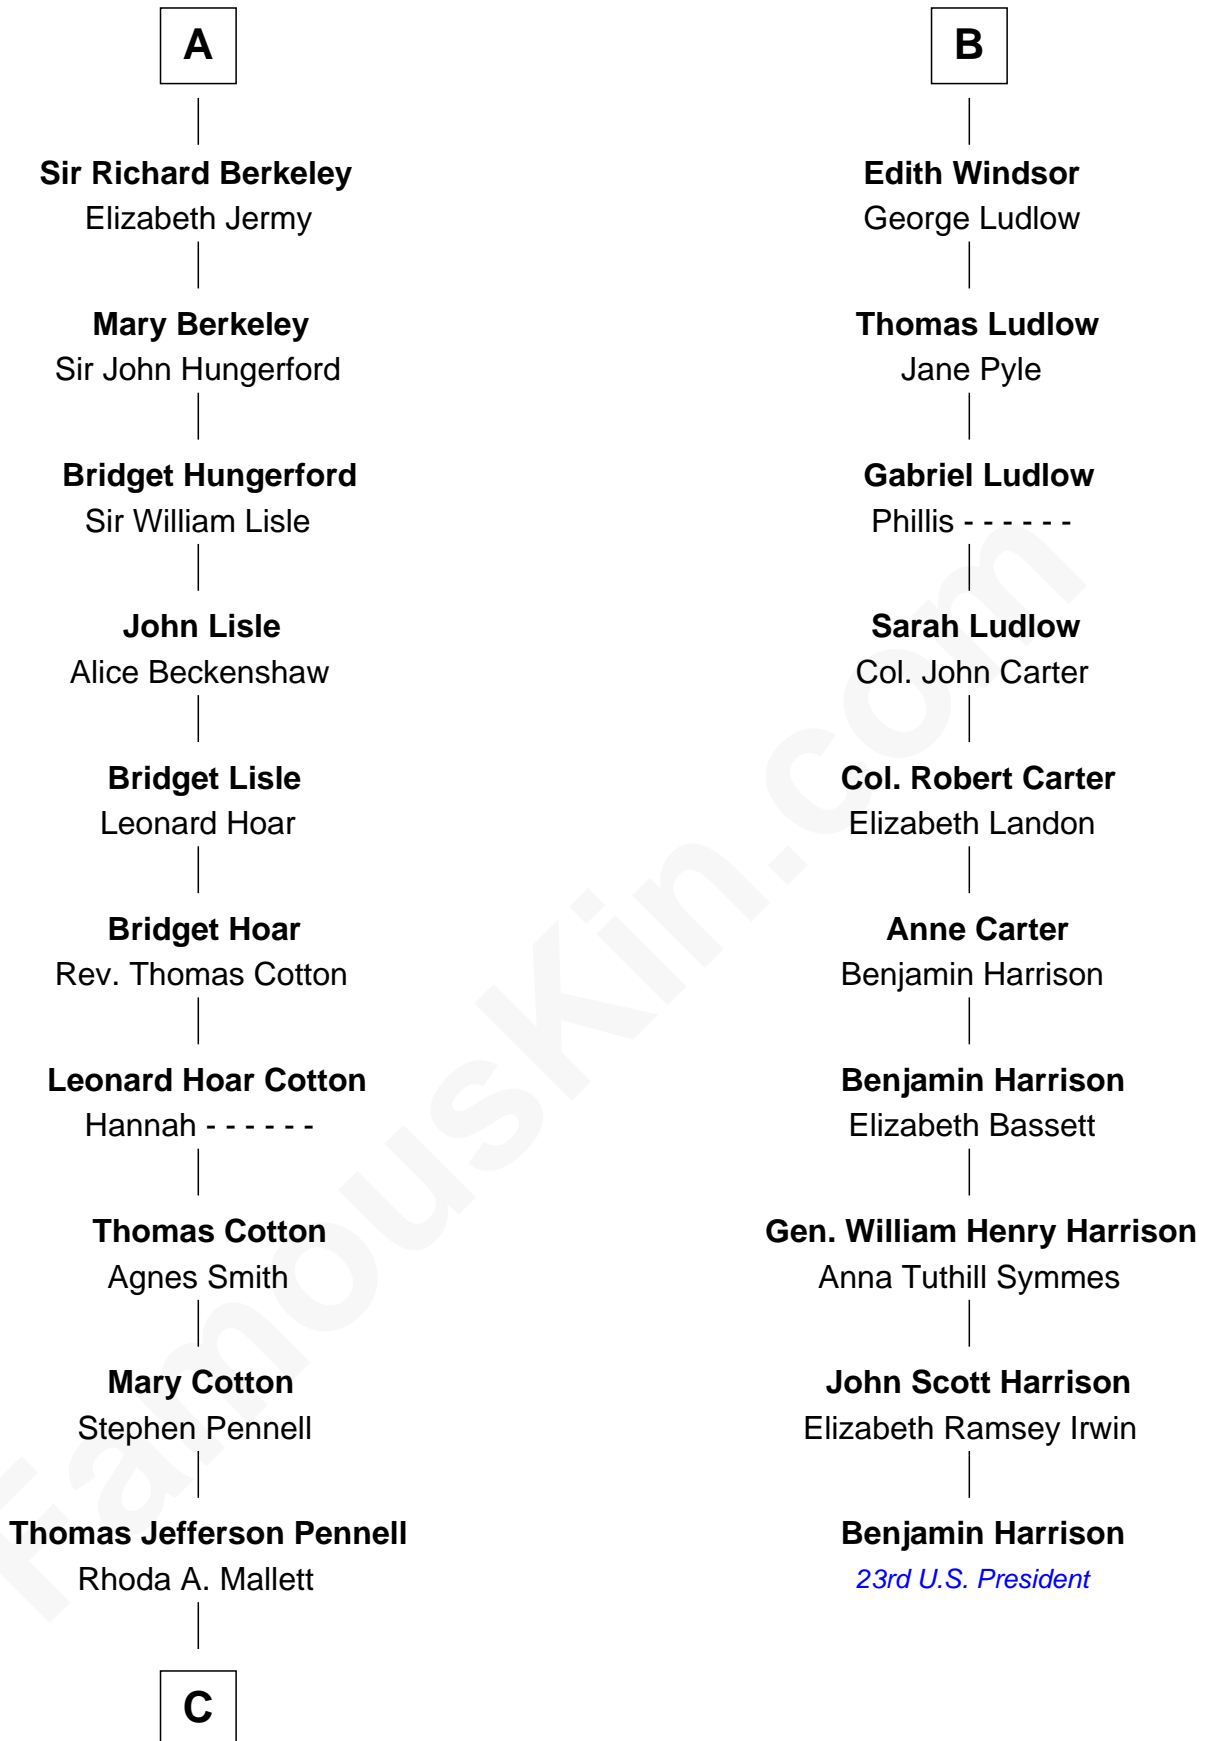 A
Sir Richard Berkeley
Elizabeth Jermy
Mary Berkeley
Sir John Hungerford
Bridget Hungerford
Sir William Lisle
John Lisle
Alice Beckenshaw
Bridget Lisle
Leonard Hoar
Bridget Hoar
Rev. Thomas Cotton
Leonard Hoar Cotton
Hannah - - - - - -
Thomas Cotton
Agnes Smith
Mary Cotton
Stephen Pennell
Thomas Jefferson Pennell
Rhoda A. Mallett
C
B
Edith Windsor
George Ludlow
Thomas Ludlow
Jane Pyle
Gabriel Ludlow
Phillis - - - - - -
Sarah Ludlow
Col. John Carter
Col. Robert Carter
Elizabeth Landon
Anne Carter
Benjamin Harrison
Benjamin Harrison
Elizabeth Bassett
Gen. William Henry Harrison
Anna Tuthill Symmes
John Scott Harrison
Elizabeth Ramsey Irwin
Benjamin Harrison
23rd U.S. President
FamousKin.com